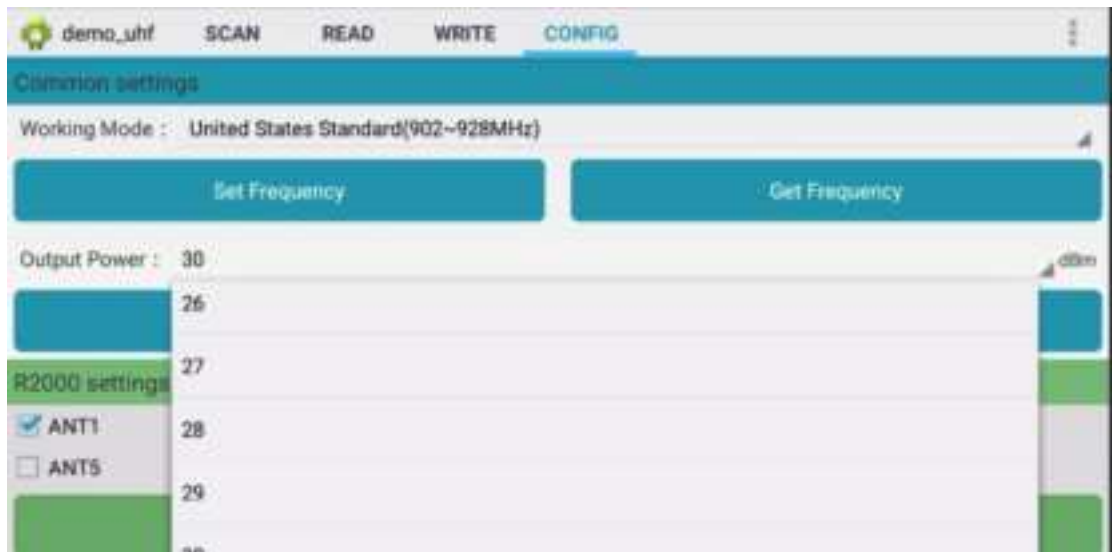 demo_uhf SCAN READ WRITE CONFIG
Common settings
Working Mode : United States Standard(902~928MHz)
Set Frequency Get Frequency
Output Power : 30 dBm
26
27
R2000 settings
ANT1
28
ANT5
29